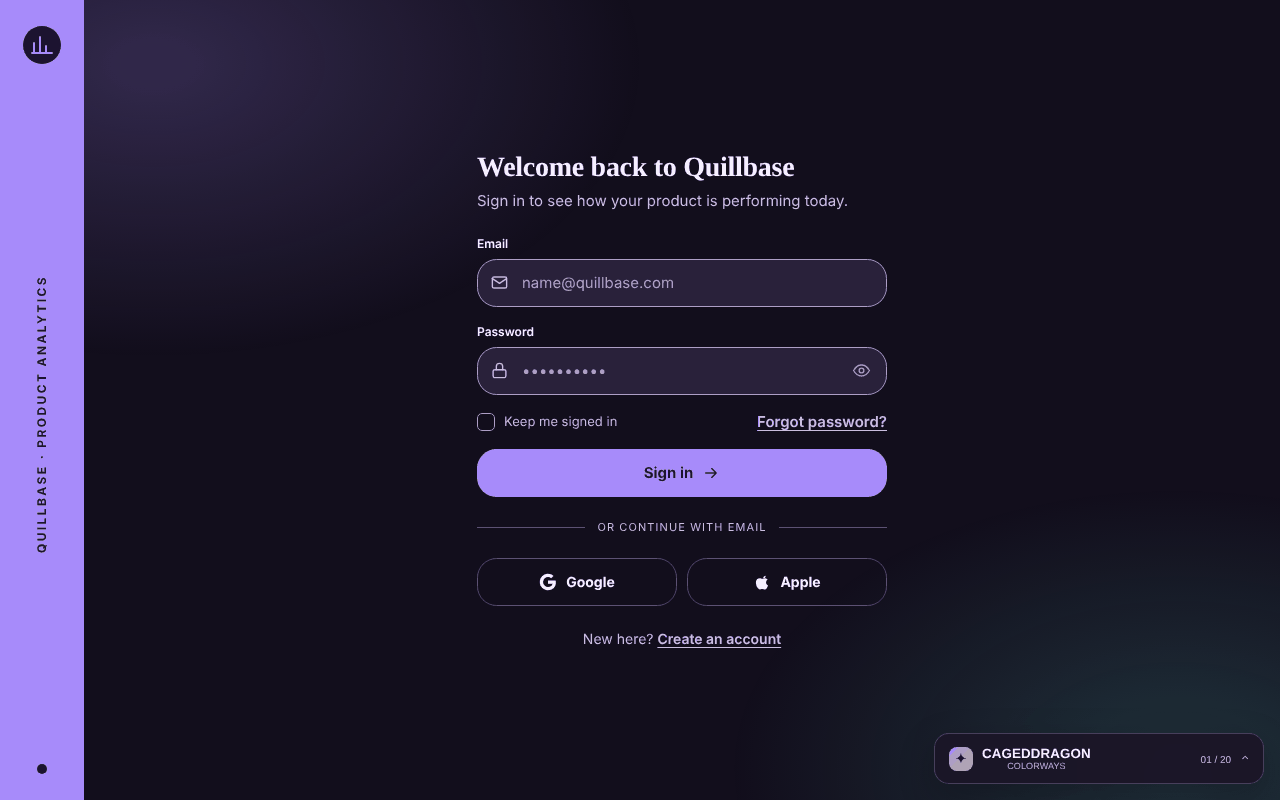 QUILLBASE · PRODUCT ANALYTICS
Welcome back to Quillbase
Sign in to see how your product is performing today.
Email
name@quillbase.com
Password
••••••••••
Keep me signed in
Forgot password?
Sign in →
OR CONTINUE WITH EMAIL
Google
Apple
New here? Create an account
CAGEDDRAGON
COLORWAYS
01 / 20